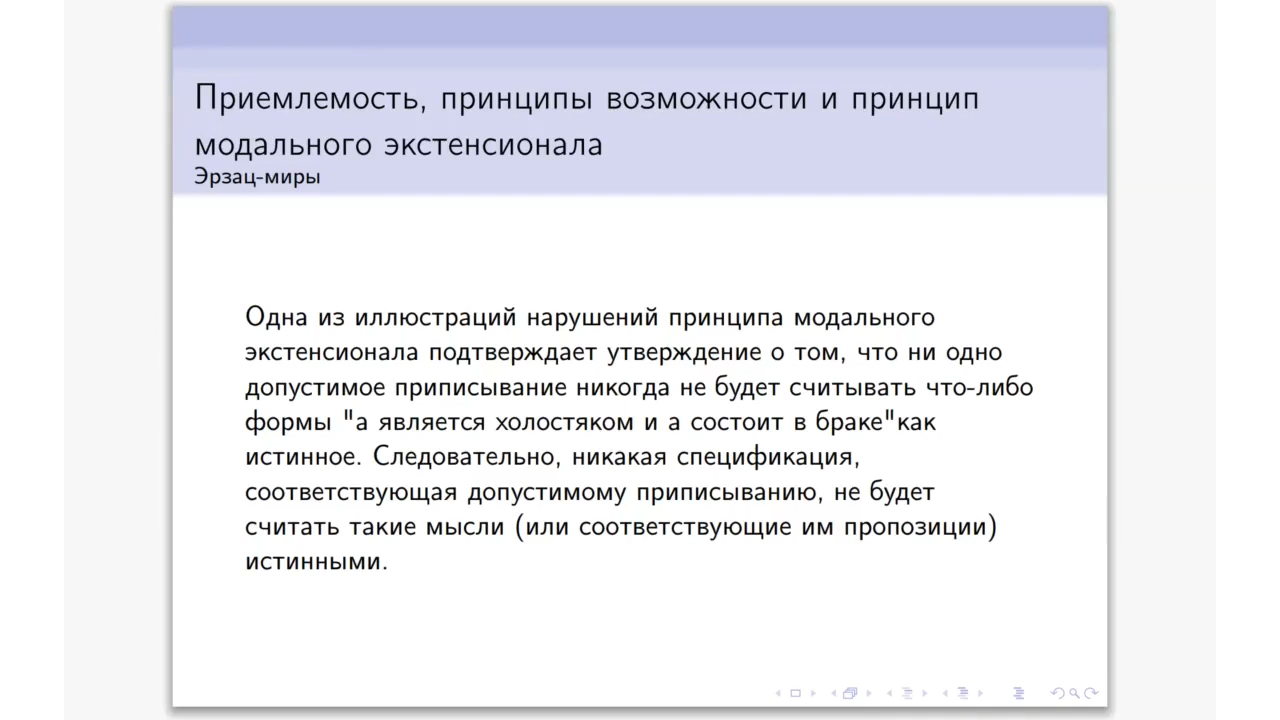 Приемлемость, принципы возможности и принцип
модального экстенсионала
Эрзац-миры
Одна из иллюстраций нарушений принципа модального
экстенсионала подтверждает утверждение о том, что ни одно
допустимое приписывание никогда не будет считывать что-либо
формы "а является холостяком и а состоит в браке"как
истинное. Следовательно, никакая спецификация,
соответствующая допустимому приписыванию, не будет
считать такие мысли (или соответствующие им пропозиции)
истинными.